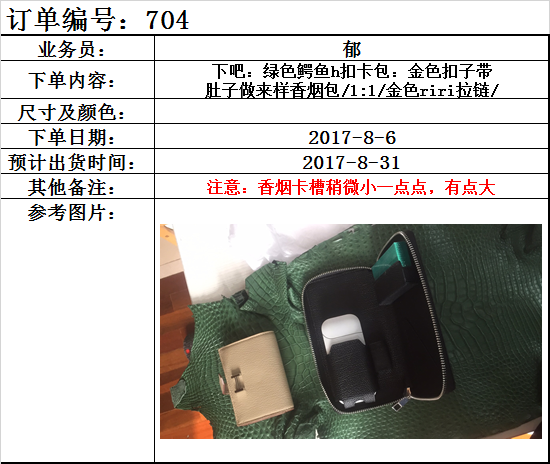 订单编号：704
业务员：
郁
下单内容：
下吧：绿色鳄鱼h扣卡包：金色扣子带
肚子做来样香烟包/1:1/金色riri拉链/
尺寸及颜色：
下单日期：
2017-8-6
预计出货时间：
2017-8-31
其他备注：
注意：香烟卡槽稍微小一点点，有点大
参考图片：